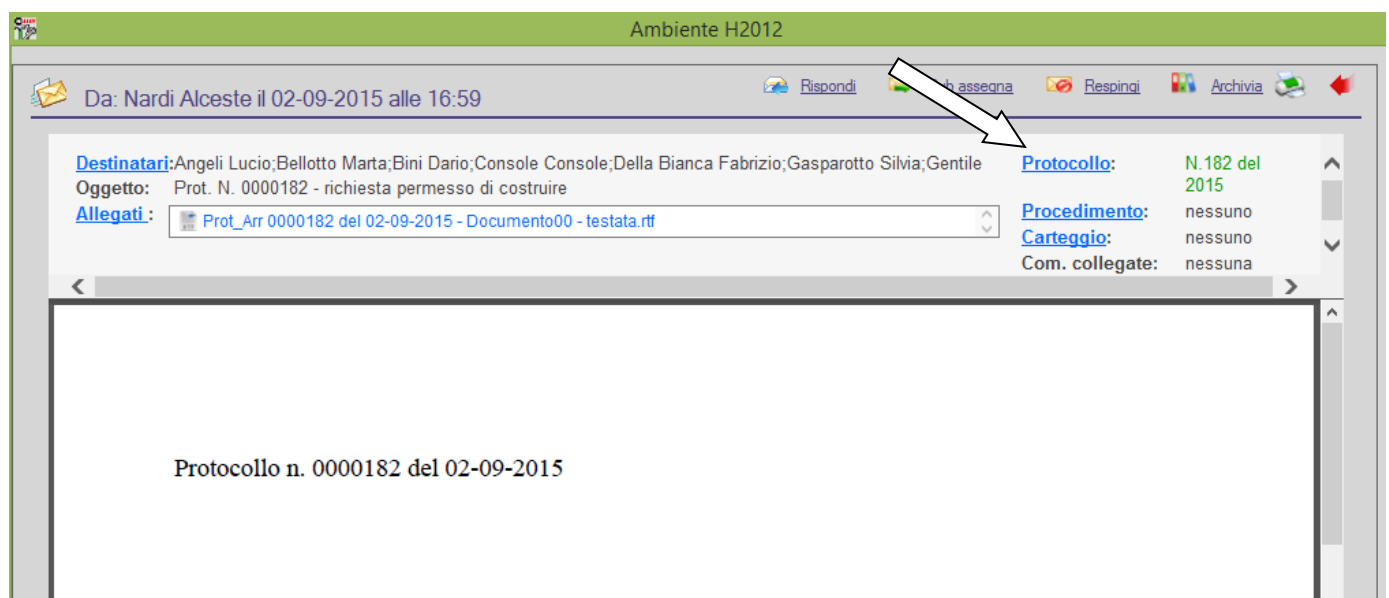 Ambiente H2012
Da: Nardi Alceste il 02-09-2015 alle 16:59
Rispondi
assegna
Respingi
Archivia
Destinatari:Angeli Lucio;Bellotto Marta;Bini Dario;Console Console;Della Bianca Fabrizio;Gasparotto Silvia;Gentile
Oggetto: Prot. N. 0000182 - richiesta permesso di costruire
Allegati : Prot_Arr 0000182 del 02-09-2015 - Documento00 - testata.rtf
Protocollo: N.182 del
2015
Procedimento: nessuno
Carteggio: nessuno
Com. collegate: nessuna
Protocollo n. 0000182 del 02-09-2015